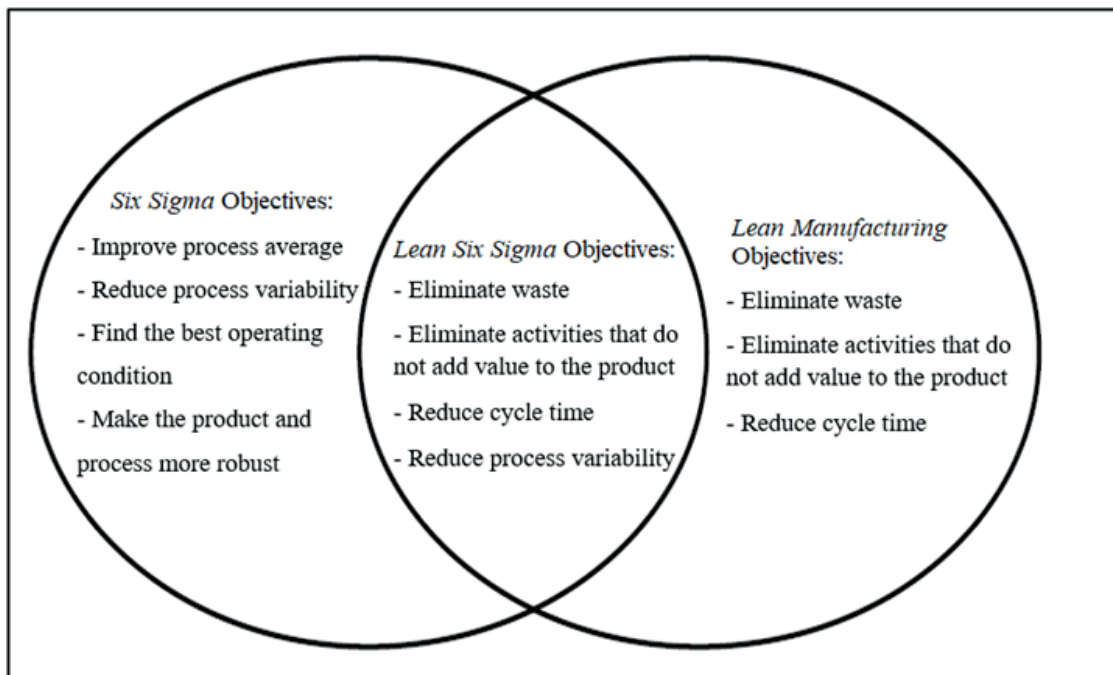 Six Sigma Objectives:
- Improve process average
- Reduce process variability
- Find the best operating
condition
- Make the product and
process more robust
Lean Six Sigma Objectives:
- Eliminate waste
- Eliminate activities that do
not add value to the product
- Reduce cycle time
- Reduce process variability
Lean Manufacturing
Objectives:
- Eliminate waste
- Eliminate activities that do
not add value to the product
- Reduce cycle time